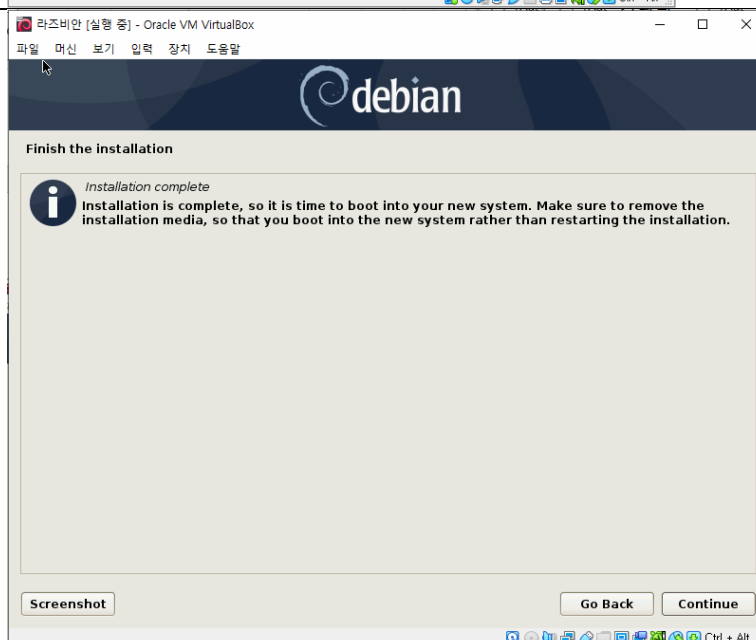 라즈비안 [실행 중] - Oracle VM VirtualBox
파일 머신 보기 입력 장치 도움말
debian
Finish the installation
Installation complete
Installation is complete, so it is time to boot into your new system. Make sure to remove the
installation media, so that you boot into the new system rather than restarting the installation.
Screenshot Go Back Continue
Ctrl + Alt